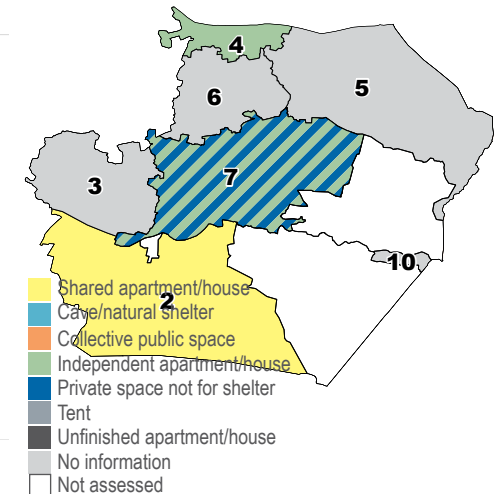 4
5
6
7
3
10
2
Shared apartment/house
Cave/natural shelter
Collective public space
Independent apartment/house
Private space not for shelter
Tent
Unfinished apartment/house
No information
Not assessed